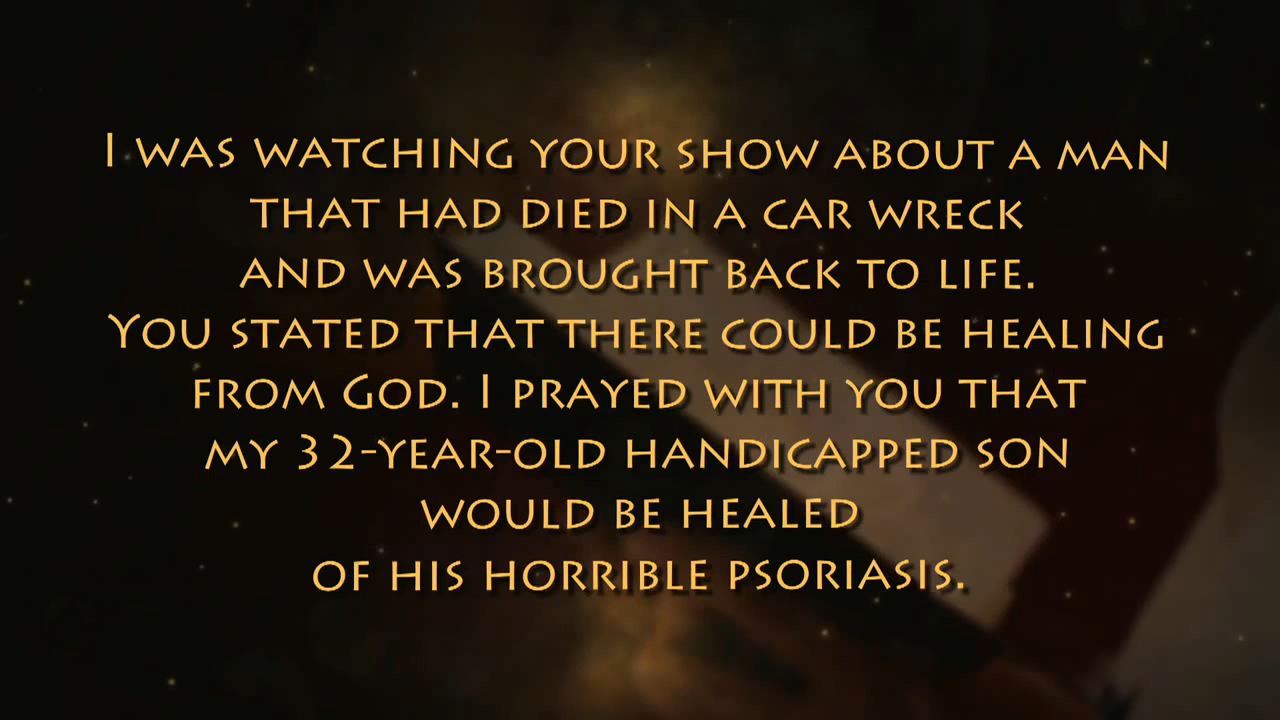 I was watching your show about a man
that had died in a car wreck
and was brought back to life.
You stated that there could be healing
from God. I prayed with you that
my 32-year-old handicapped son
would be healed
of his horrible psoriasis.